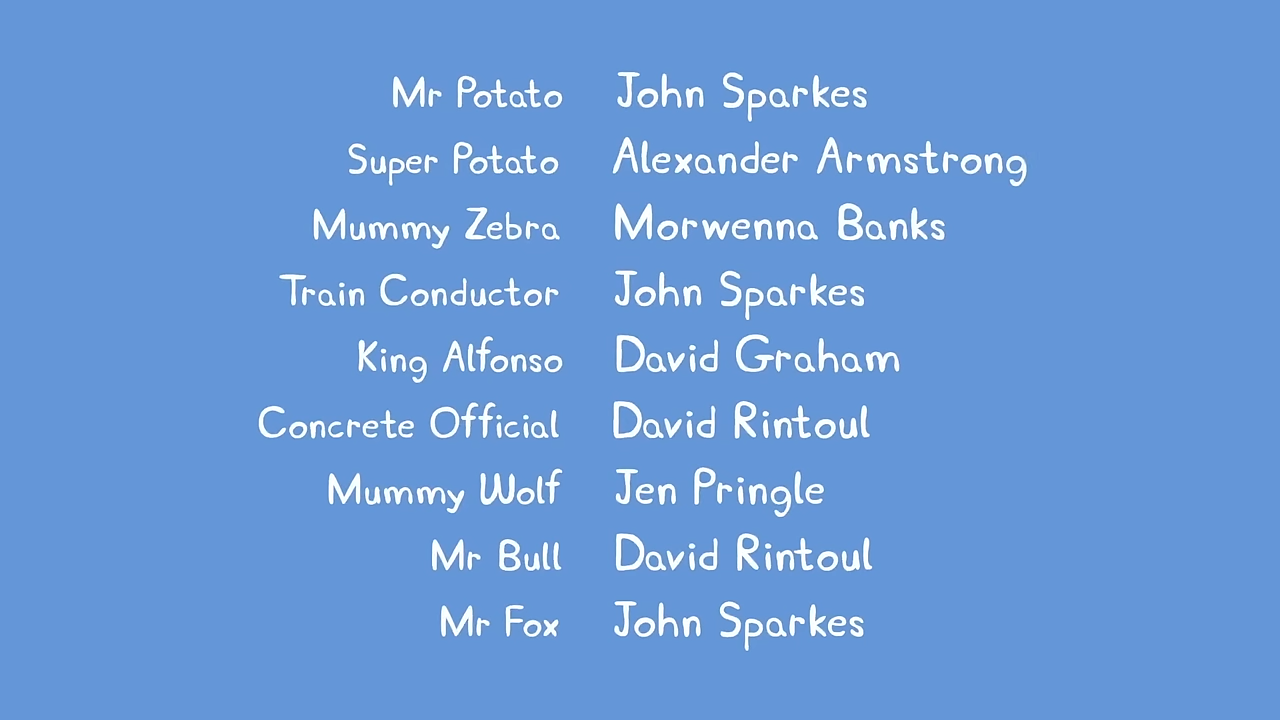 Mr Potato John Sparkes
Super Potato Alexander Armstrong
Mummy Zebra Morwenna Banks
Train Conductor John Sparkes
King Alfonso David Graham
Concrete Official David Rintoul
Mummy Wolf Jen Pringle
Mr Bull David Rintoul
Mr Fox John Sparkes